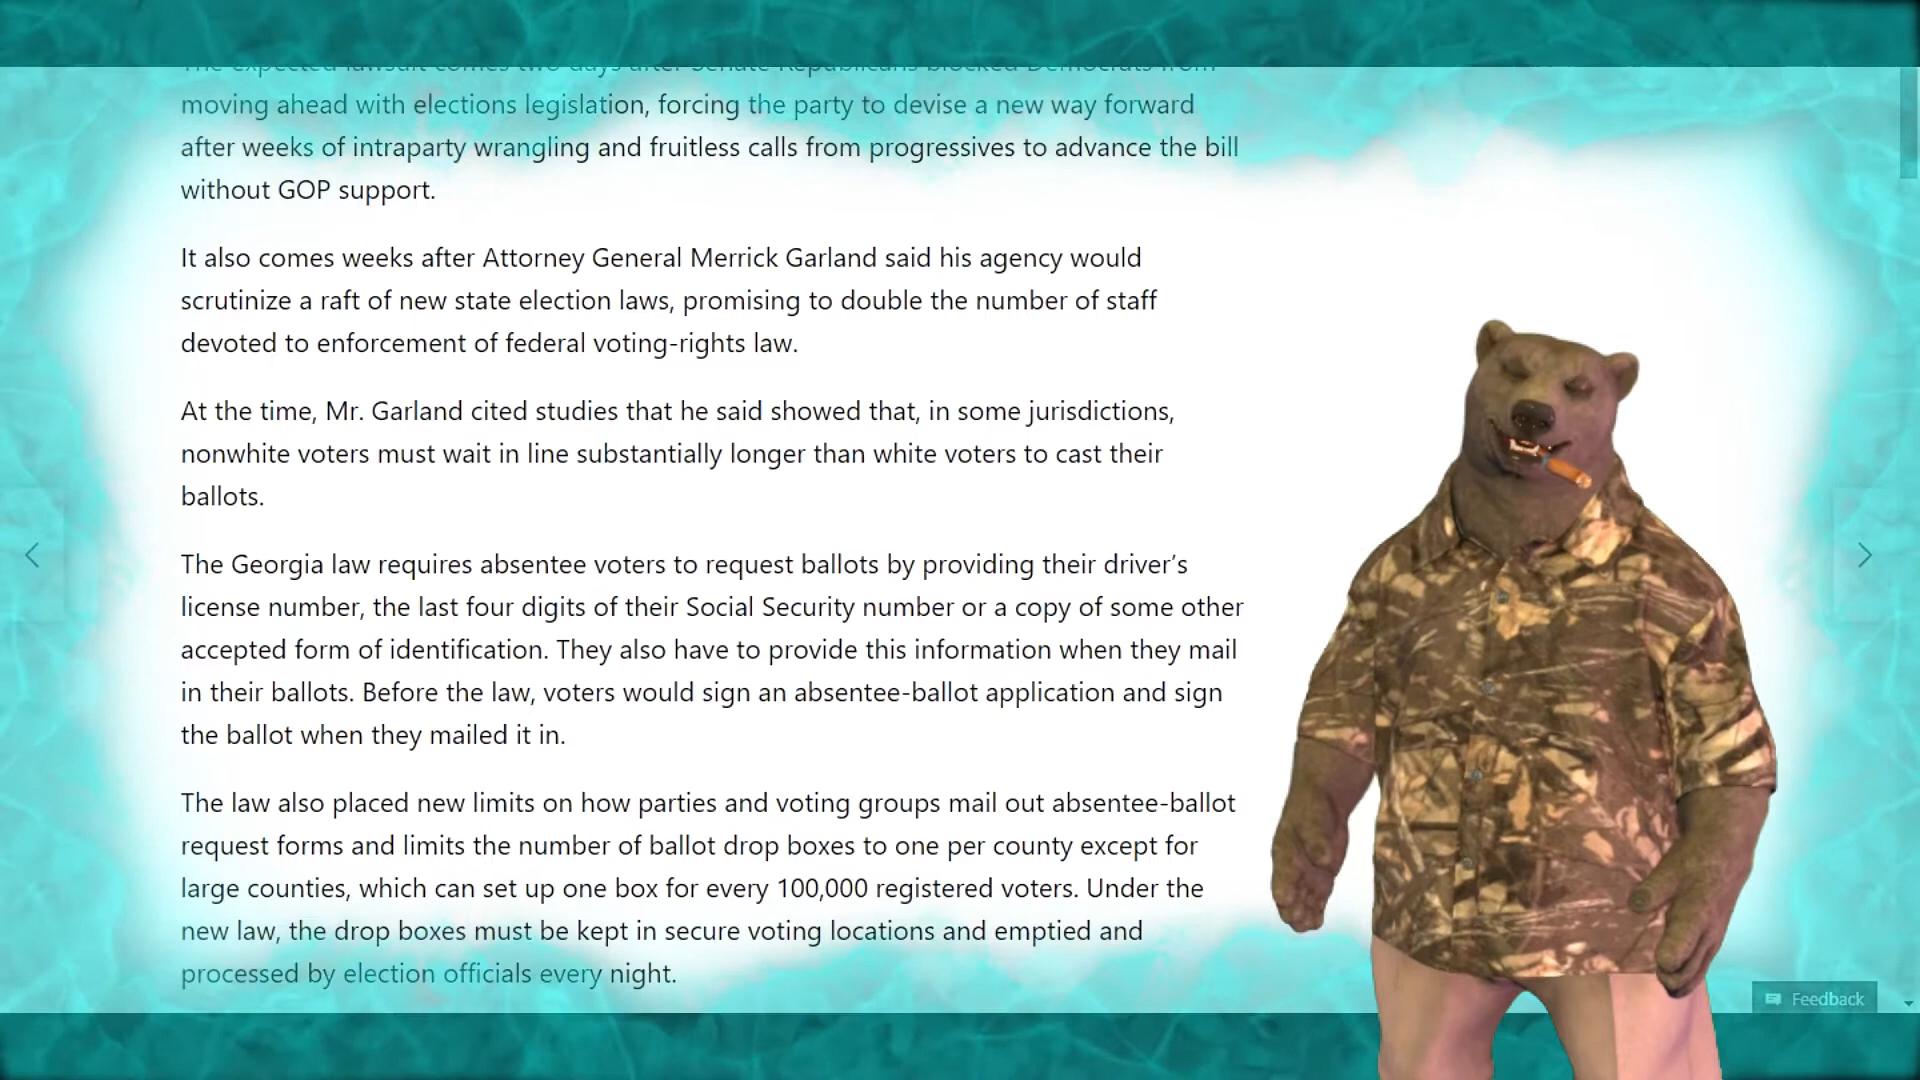 The expected lawsuit comes two days after Senate Republicans blocked Democrats from
moving ahead with elections legislation, forcing the party to devise a new way forward
after weeks of intraparty wrangling and fruitless calls from progressives to advance the bill
without GOP support.
It also comes weeks after Attorney General Merrick Garland said his agency would
scrutinize a raft of new state election laws, promising to double the number of staff
devoted to enforcement of federal voting-rights law.
At the time, Mr. Garland cited studies that he said showed that, in some jurisdictions,
nonwhite voters must wait in line substantially longer than white voters to cast their
ballots.
The Georgia law requires absentee voters to request ballots by providing their driver’s
license number, the last four digits of their Social Security number or a copy of some other
accepted form of identification. They also have to provide this information when they mail
in their ballots. Before the law, voters would sign an absentee-ballot application and sign
the ballot when they mailed it in.
The law also placed new limits on how parties and voting groups mail out absentee-ballot
request forms and limits the number of ballot drop boxes to one per county except for
large counties, which can set up one box for every 100,000 registered voters. Under the
new law, the drop boxes must be kept in secure voting locations and emptied and
processed by election officials every night.
Feedback